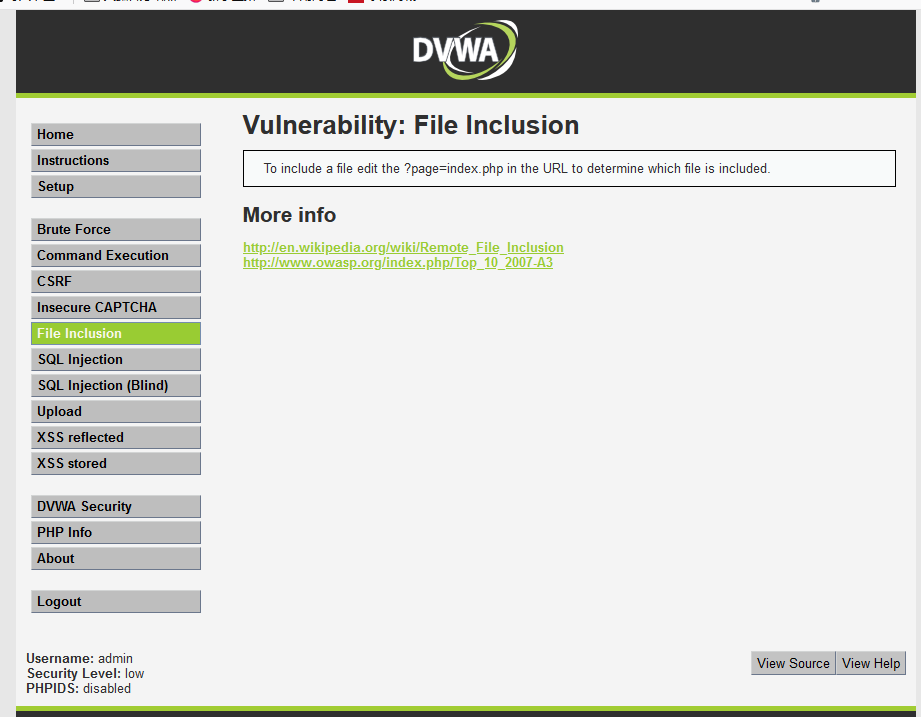 DVWA
Home
Instructions
Setup
Brute Force
Command Execution
CSRF
Insecure CAPTCHA
File Inclusion
SQL Injection
SQL Injection (Blind)
Upload
XSS reflected
XSS stored
DVWA Security
PHP Info
About
Logout
Vulnerability: File Inclusion
To include a file edit the ?page=index.php in the URL to determine which file is included.
More info
http://en.wikipedia.org/wiki/Remote_File_Inclusion
http://www.owasp.org/index.php/Top_10_2007-A3
Username: admin
Security Level: low
PHPIDS: disabled
View Source
View Help